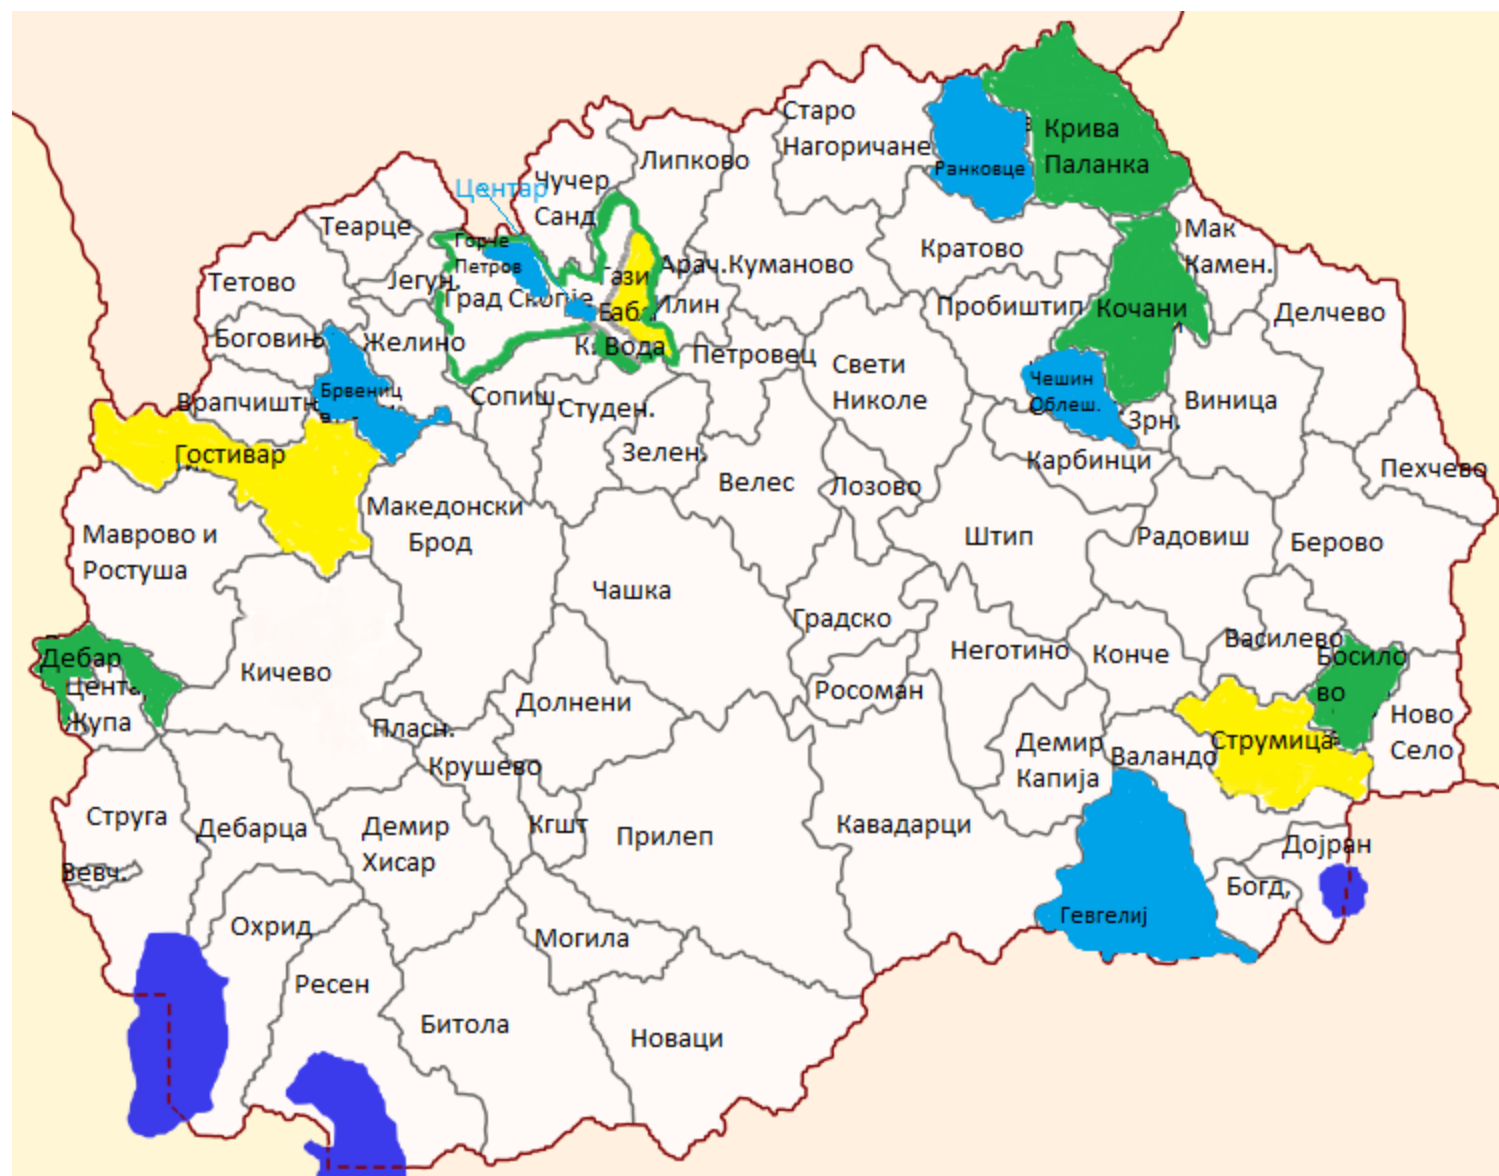 Старо
Нагоричане
Крива
Паланка
Ранковце
Липково
Чучер
Санд
Центар
Теарце
Горче
Петров
Мак
Камен.
Кратово
Арач.
Куманово
Гази
Баба
Тетово
Јегун.
Град Скопје
Илин
Пробиштип
Кочани
Делчево
Боговињ
Желино
К. Вода
Петровец
Свети
Николе
Чешин
Облеш.
Брвениц
Врапчиштк
Сопиш.
Студен.
Зрн.
Виница
Гостивар
Зелен.
Карбинци
Пехчево
Велес
Лозово
Македонски
Брод
Маврово и
Ростуша
Штип
Радовиш
Берово
Чашка
Градско
Василево
Босило
во
Дебар
Центар
Жупа
Кичево
Неготино
Конче
Росоман
Долнени
Пласн.
Ново
Село
Струмица
Демир
Капија
Валандо
Крушево
Струга
Дебарца
Демир
Хисар
Кгшт
Прилеп
Кавадарци
Дојран
Вевч.
Богд,
Гевгелиј
Охрид
Могила
Ресен
Битола
Новаци